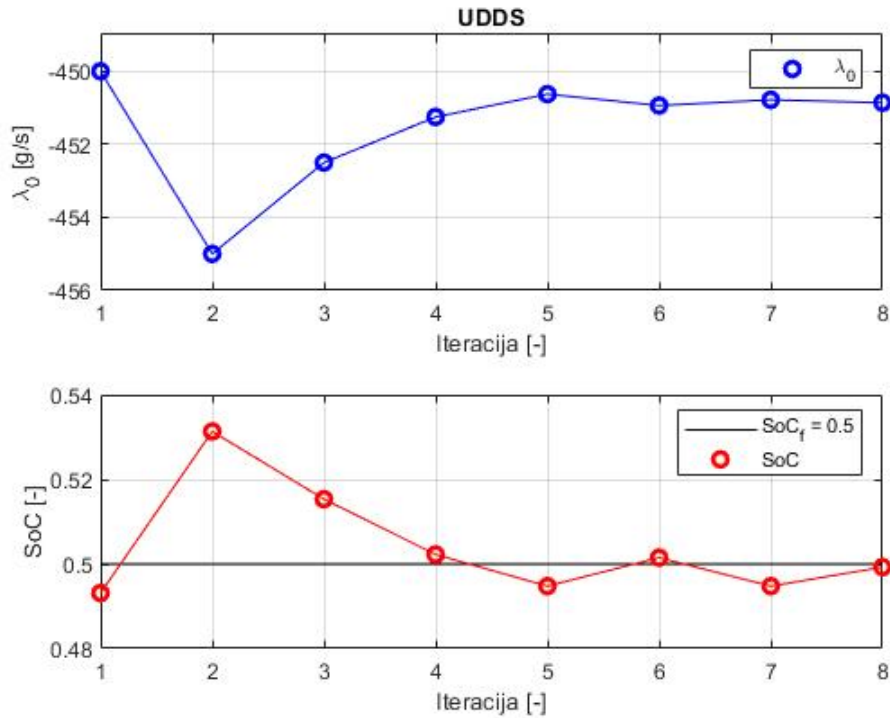 UDDS
λ0 [g/s]
-450
-452
-454
-456
λ0
1 2 3 4 5 6 7 8
Iteracija [-]
SoC [-]
0.54
0.52
0.5
0.48
SoCf = 0.5
SoC
1 2 3 4 5 6 7 8
Iteracija [-]